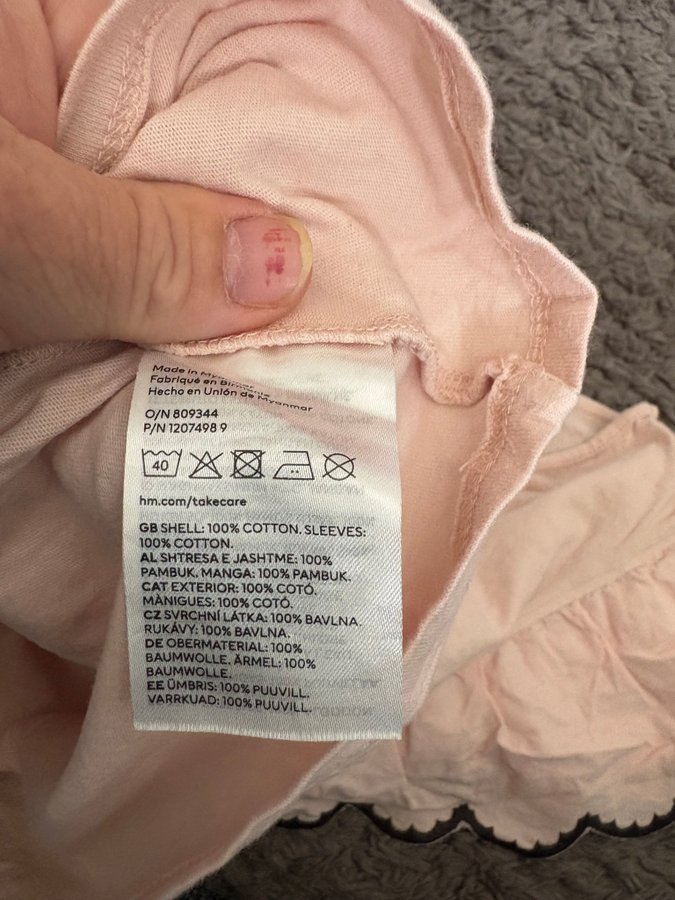 Made in
Fabriqué en
Hecho en Unión de Myanmar
O/N 809344
P/N 1207498 9
40
hm.com/takecare
GB SHELL: 100% COTTON. SLEEVES:
100% COTTON.
AL SHTRESA E JASHTME: 100%
PAMBUK. MANGA: 100% PAMBUK.
CAT EXTERIOR: 100% COTÓ.
MÀNIGUES: 100% COTÓ.
CZ SVRCHNÍ LÁTKA: 100% BAVLNA.
RUKÁVY: 100% BAVLNA.
DE OBERMATERIAL: 100%
BAUMWOLLE. ÄRMEL: 100%
BAUMWOLLE.
EE ÜMBRIS: 100% PUUVILL.
VARRKUAD: 100% PUUVILL.